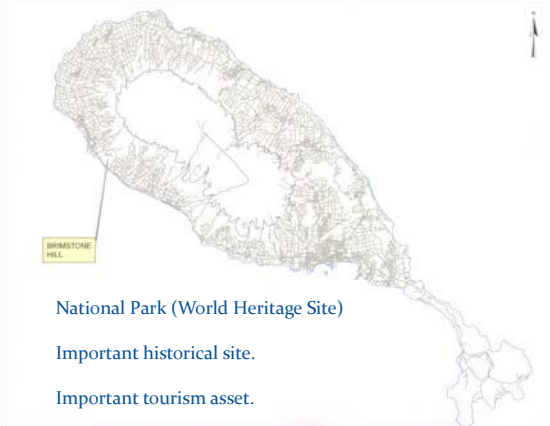 BRIMSTONE
HILL
National Park (World Heritage Site)
Important historical site.
Important tourism asset.